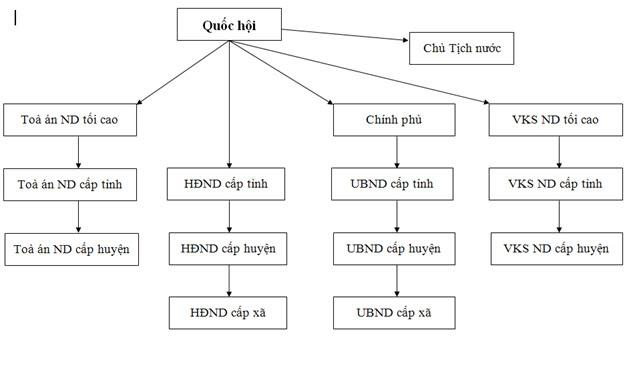 Quốc hội
Chủ Tịch nước
Toà án ND tối cao
Chính phủ
VKS ND tối cao
Toà án ND cấp tỉnh
HĐND cấp tỉnh
UBND cấp tỉnh
VKS ND cấp tỉnh
Toà án ND cấp huyện
HĐND cấp huyện
UBND cấp huyện
VKS ND cấp huyện
HĐND cấp xã
UBND cấp xã